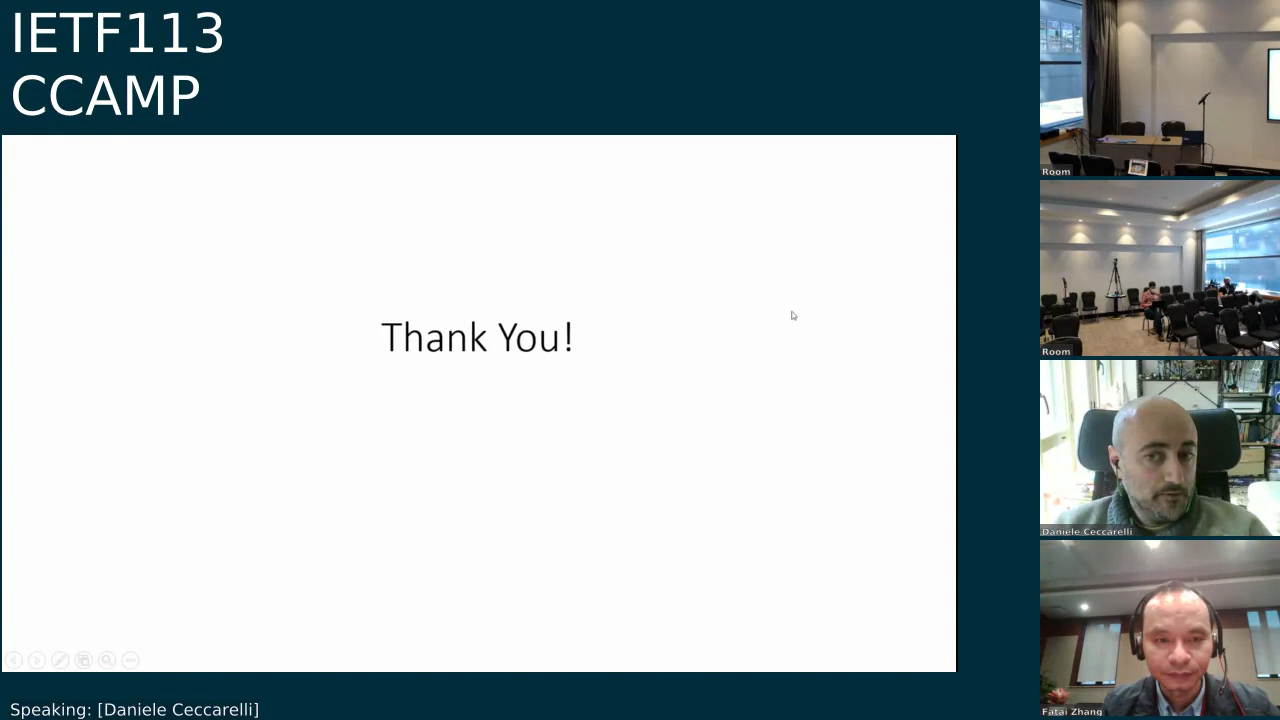 IETF113
CCAMP
Thank You!
Room
Room
Daniele Ceccarelli
Fatai Zhang
Speaking: [Daniele Ceccarelli]